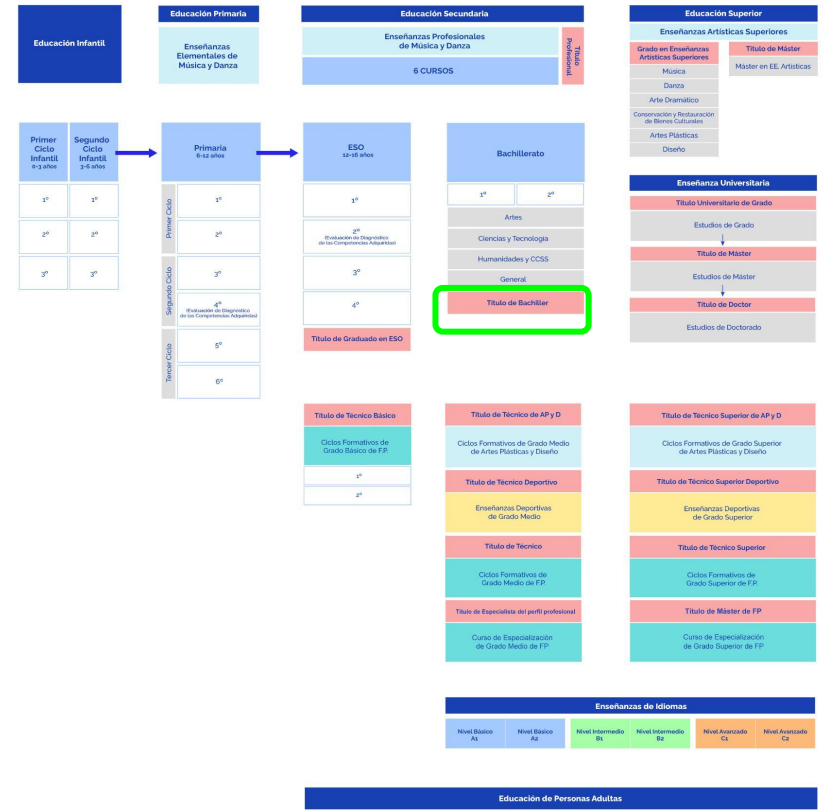 Educación Infantil
Educación Primaria
Enseñanzas
Elementales de
Música y Danza
Educación Secundaria
Enseñanzas Profesionales
de Música y Danza
6 CURSOS
Título
Profesional
Educación Superior
Enseñanzas Artísticas Superiores
Grado en Enseñanzas
Artísticas Superiores
Música
Danza
Arte Dramático
Conservación y Restauración
de Bienes Culturales
Artes Plásticas
Diseño
Título de Máster
Máster en EE. Artísticas
Primer
Ciclo
Infantil
0-3 años
1º
2º
3º
Segundo
Ciclo
Infantil
3-6 años
1º
2º
3º
Primaria
6-12 años
Primer Ciclo
1º
2º
Segundo Ciclo
3º
4º
(Evaluación de Diagnóstico
de las Competencias Adquiridas)
Tercer Ciclo
5º
6º
ESO
12-16 años
1º
2º
(Evaluación de Diagnóstico
de las Competencias Adquiridas)
3º
4º
Título de Graduado en ESO
Bachillerato
1º 2º
Artes
Ciencias y Tecnología
Humanidades y CCSS
General
Título de Bachiller
Enseñanza Universitaria
Título Universitario de Grado
Estudios de Grado
Título de Máster
Estudios de Máster
Título de Doctor
Estudios de Doctorado
Título de Técnico Básico
Ciclos Formativos de
Grado Básico de F.P.
1º
2º
Título de Técnico de AP y D
Ciclos Formativos de Grado Medio
de Artes Plásticas y Diseño
Título de Técnico Deportivo
Enseñanzas Deportivas
de Grado Medio
Título de Técnico
Ciclos Formativos de
Grado Medio de F.P.
Título de Especialista del perfil profesional
Curso de Especialización
de Grado Medio de FP
Título de Técnico Superior de AP y D
Ciclos Formativos de Grado Superior
de Artes Plásticas y Diseño
Título de Técnico Superior Deportivo
Enseñanzas Deportivas
de Grado Superior
Título de Técnico Superior
Ciclos Formativos de
Grado Superior de F.P.
Título de Máster de FP
Curso de Especialización
de Grado Superior de FP
Enseñanzas de Idiomas
Nivel Básico
A1
Nivel Básico
A2
Nivel Intermedio
B1
Nivel Intermedio
B2
Nivel Avanzado
C1
Nivel Avanzado
C2
Educación de Personas Adultas